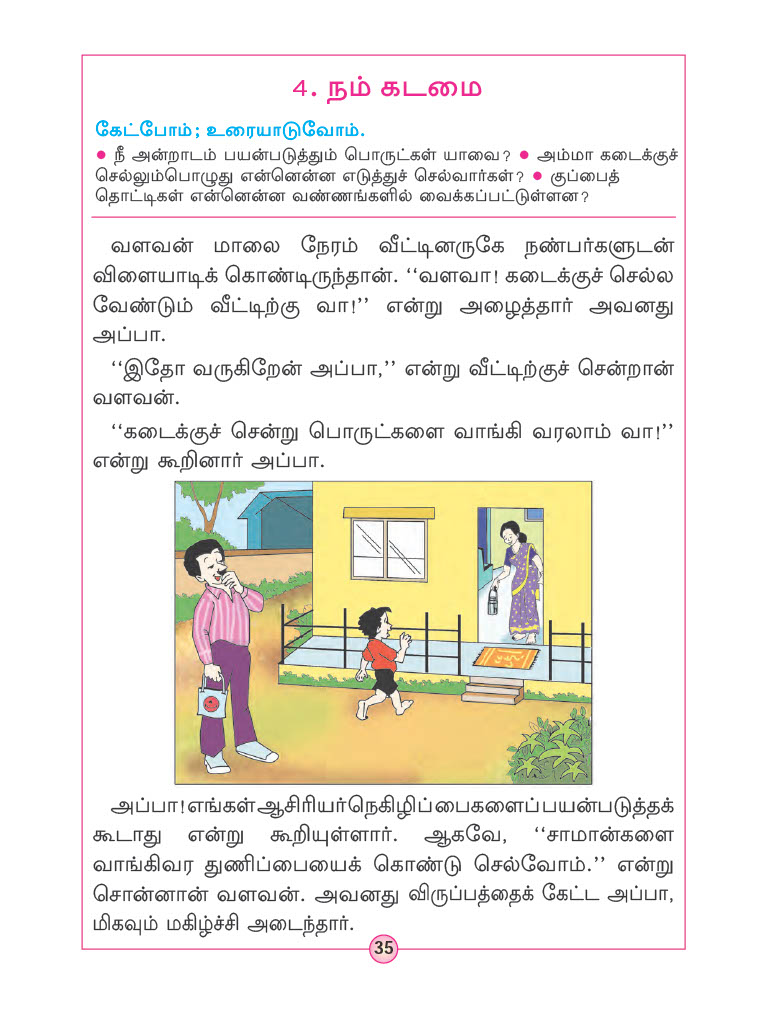 4. நம் கடமை
கேட்போம்; உரையாடுவோம்.
• நீ அன்றாடம் பயன்படுத்தும் பொருட்கள் யாவை? • அம்மா கடைக்குச்
செல்லும்பொழுது என்னென்ன எடுத்துச் செல்வார்கள்? • குப்பைத்
தொட்டிகள் என்னென்ன வண்ணங்களில் வைக்கப்பட்டுள்ளன?
வளவன் மாலை நேரம் வீட்டினருகே நண்பர்களுடன்
விளையாடிக் கொண்டிருந்தான். ‘‘வளவா! கடைக்குச் செல்ல
வேண்டும் வீட்டிற்கு வா!’’ என்று அழைத்தார் அவனது
அப்பா.
‘‘இதோ வருகிறேன் அப்பா,’’ என்று வீட்டிற்குச் சென்றான்
வளவன்.
‘‘கடைக்குச் சென்று பொருட்களை வாங்கி வரலாம் வா!’’
என்று கூறினார் அப்பா.
அப்பா!எங்கள்ஆசிரியர்நெகிழிப்பைகளைப்பயன்படுத்தக்
கூடாது என்று கூறியுள்ளார். ஆகவே, ‘‘சாமான்களை
வாங்கிவர துணிப்பையைக் கொண்டு செல்வோம்.’’ என்று
சொன்னான் வளவன். அவனது விருப்பத்தைக் கேட்ட அப்பா,
மிகவும் மகிழ்ச்சி அடைந்தார்.
35